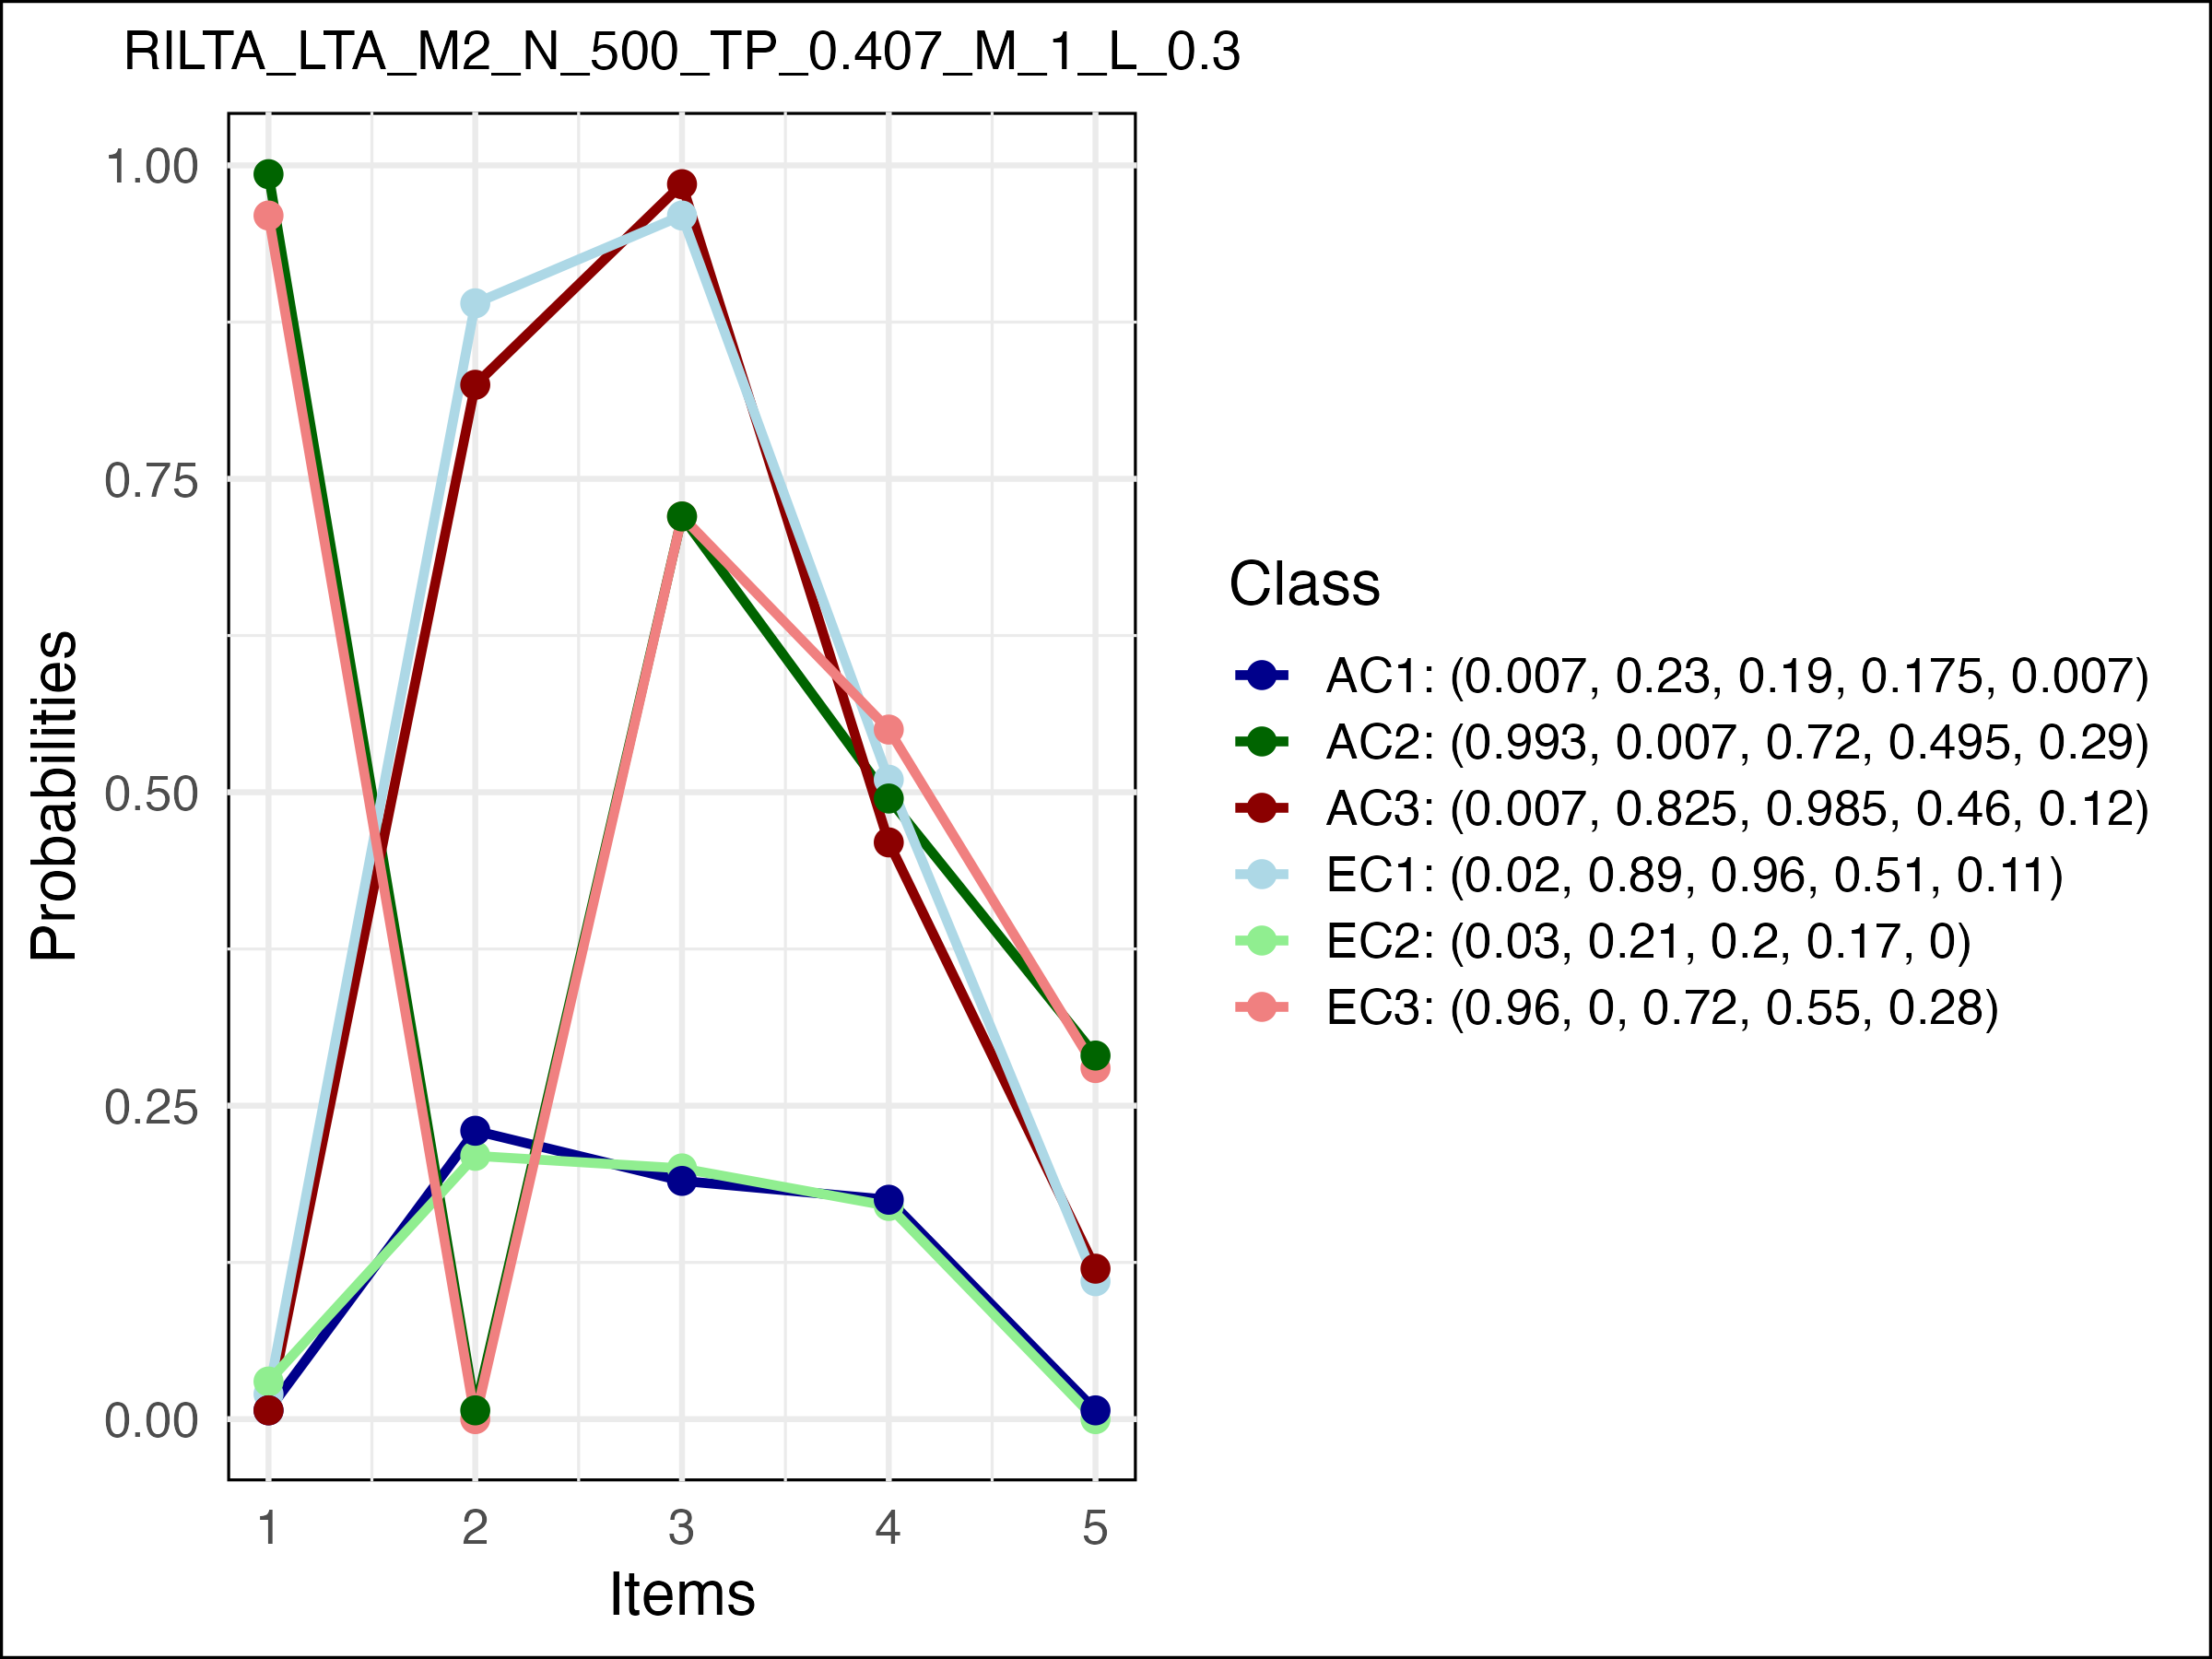 RILTA_LTA_M2_N_500_TP_0.407_M_1_L_0.3
1.00
0.75
0.50
0.25
0.00
Probabilities
1 2 3 4 5
Items
Class
AC1: (0.007, 0.23, 0.19, 0.175, 0.007)
AC2: (0.993, 0.007, 0.72, 0.495, 0.29)
AC3: (0.007, 0.825, 0.985, 0.46, 0.12)
EC1: (0.02, 0.89, 0.96, 0.51, 0.11)
EC2: (0.03, 0.21, 0.2, 0.17, 0)
EC3: (0.96, 0, 0.72, 0.55, 0.28)